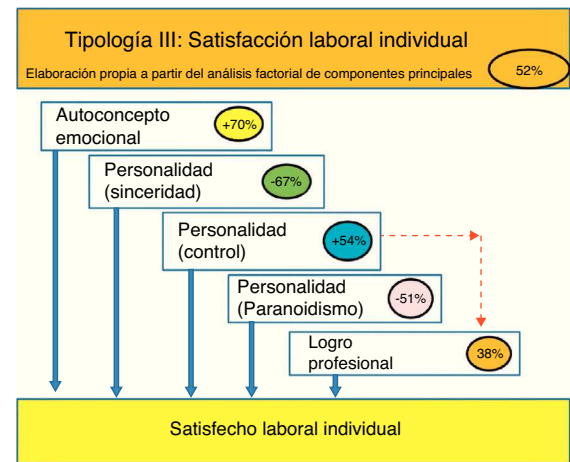 Tipología III: Satisfacción laboral individual
Elaboración propia a partir del análisis factorial de componentes principales
52%
Autoconcepto
emocional
+70%
Personalidad
(sinceridad)
-67%
Personalidad
(control)
+54%
Personalidad
(Paranoidismo)
-51%
Logro
profesional
38%
Satisfecho laboral individual